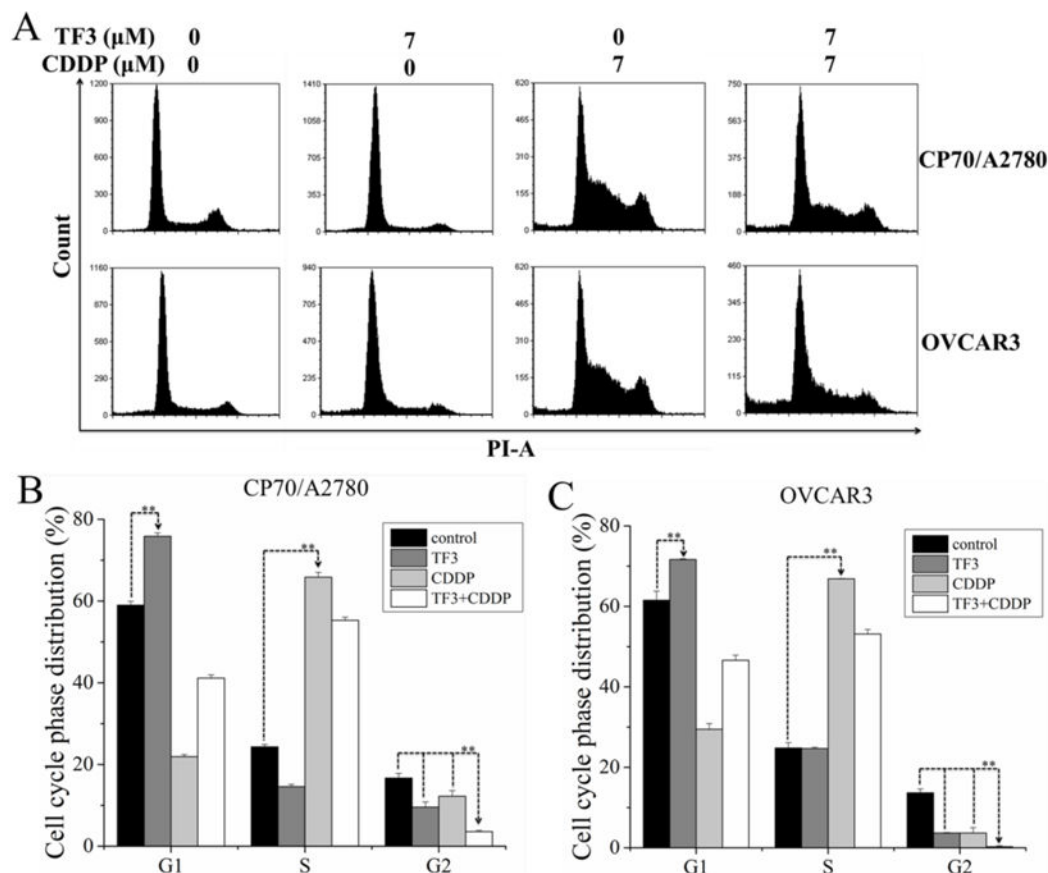 A
TF3 (μM) 0 7 0 7
CDDP (μM) 0 0 7 7
1200 1410 620 750
900 1058 465 563
600 705 310 375
300 353 155 188
0 0 0 0
CP70/A2780
1160 940 620 460
870 705 465 345
580 470 310 230
290 235 155 115
0 0 0 0
OVCAR3
Count
PI-A
B
CP70/A2780
Cell cycle phase distribution (%)
80
60
40
20
0
**
**
**
control
TF3
CDDP
TF3+CDDP
G1 S G2
C
OVCAR3
Cell cycle phase distribution (%)
80
60
40
20
0
**
**
**
control
TF3
CDDP
TF3+CDDP
G1 S G2